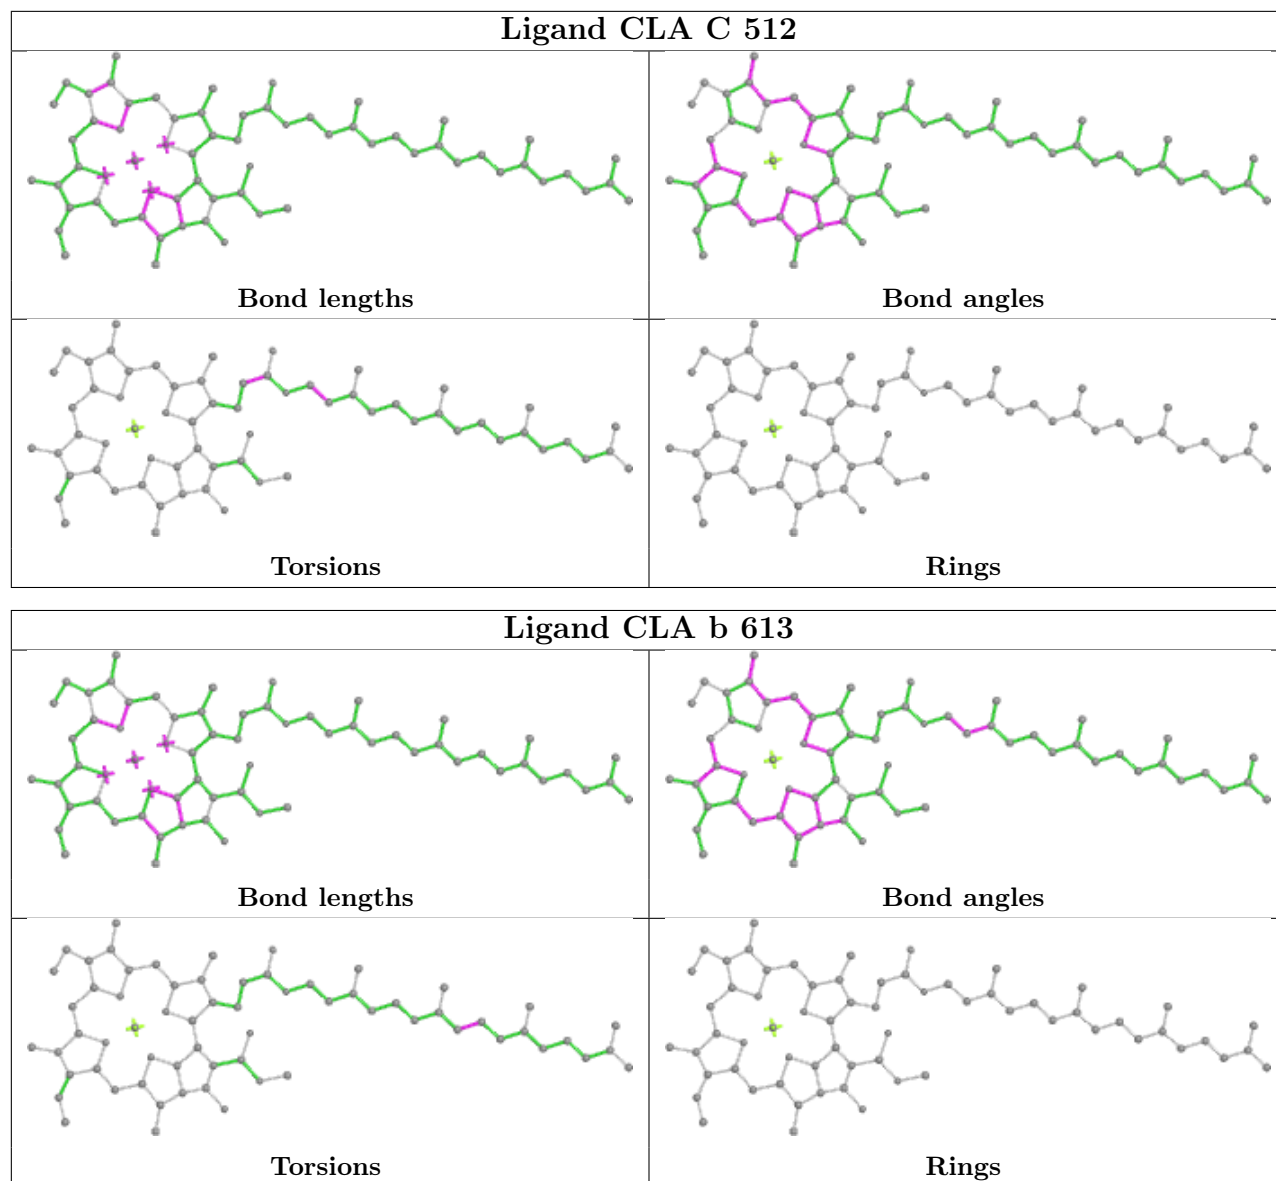 Ligand CLA C 512
Bond lengths
Bond angles
Torsions
Rings
Ligand CLA b 613
Bond lengths
Bond angles
Torsions
Rings